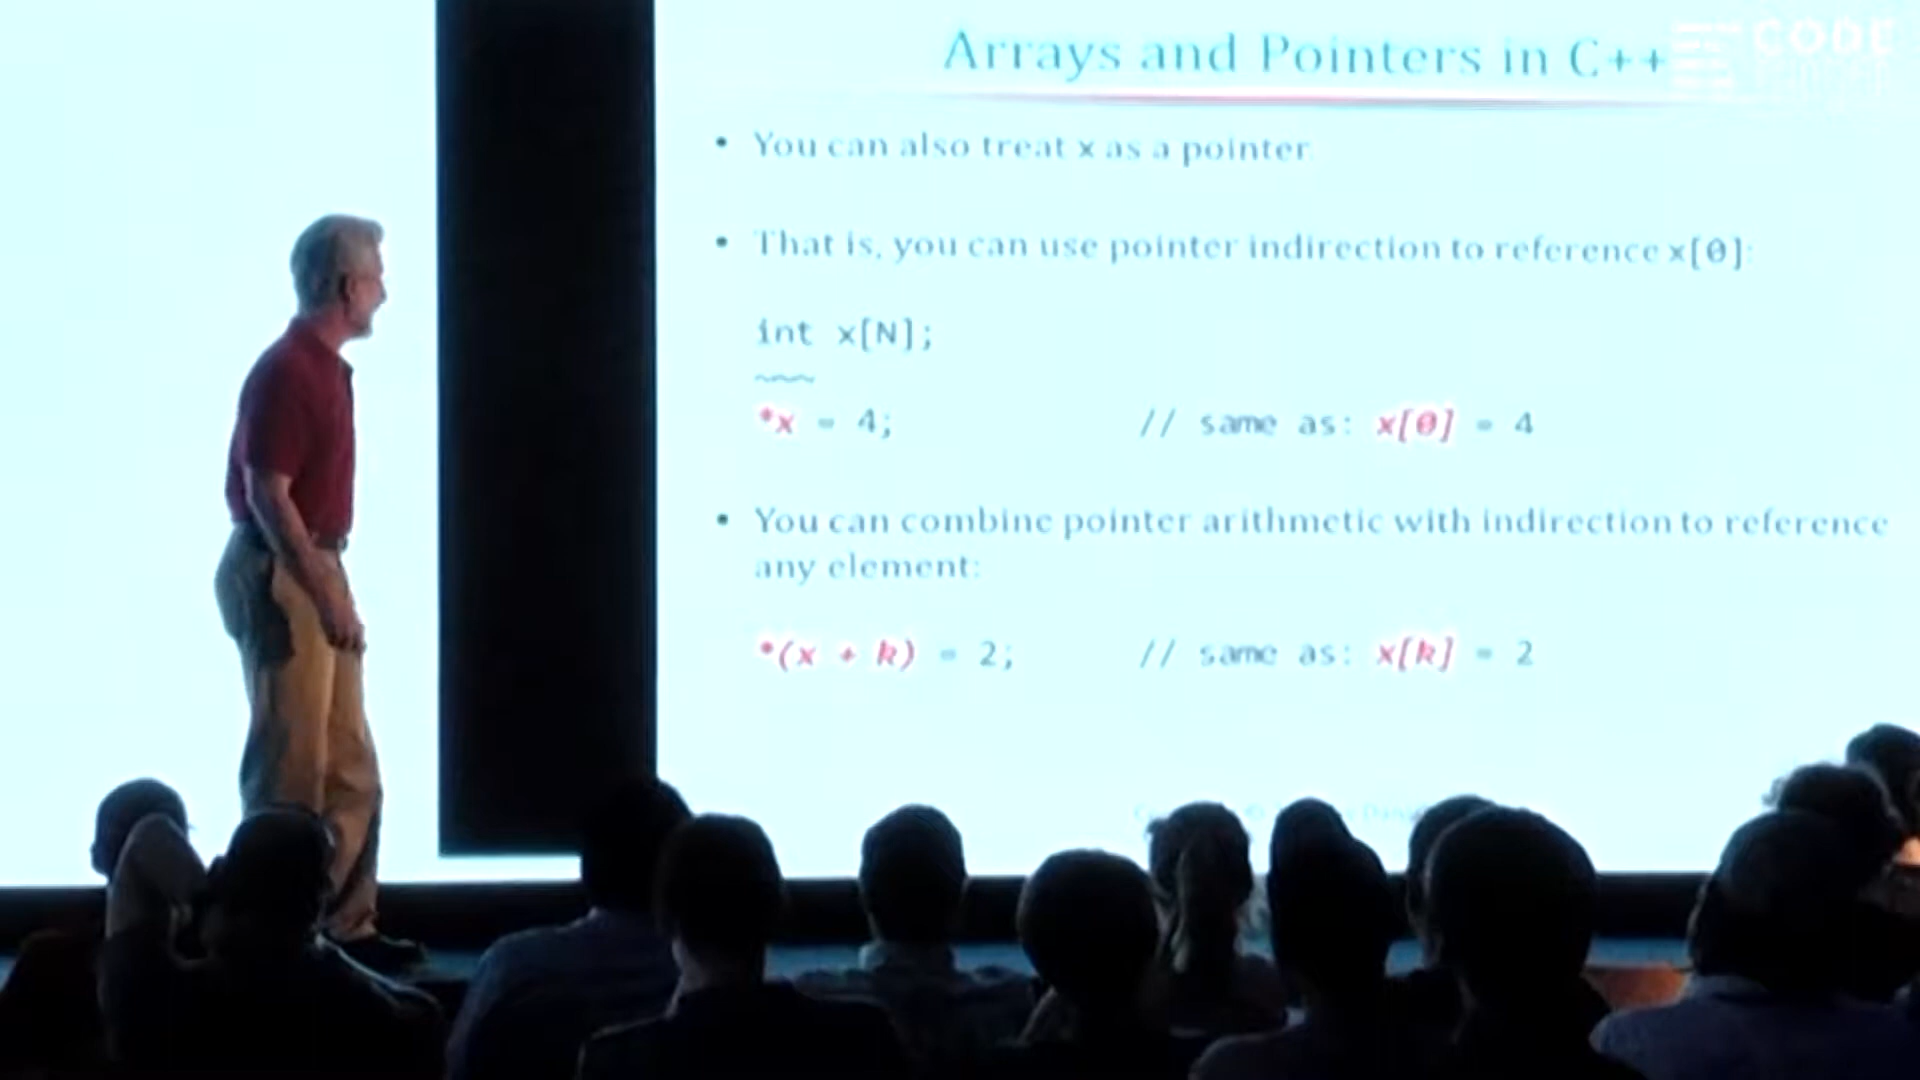 Arrays and Pointers in C++
CODE
• You can also treat x as a pointer.
• That is, you can use pointer indirection to reference x[0]:
int x[N];
~~~
*x = 4; // same as: x[0] = 4
• You can combine pointer arithmetic with indirection to reference
any element:
*(x + k) = 2; // same as: x[k] = 2